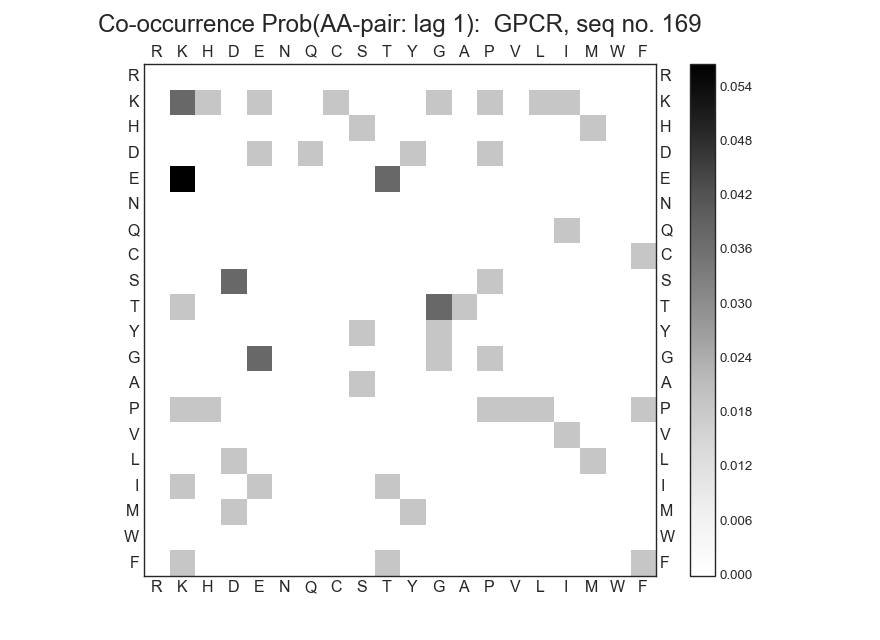 Co-occurrence Prob(AA-pair: lag 1):  GPCR, seq no. 169
R K H D E N Q C S T Y G A P V L I M W F
R R
K K 0.054
H H
D D 0.048
E E
N N 0.042
Q Q
C C 0.036
S S
T T 0.030
Y Y
G G 0.024
A A
P P 0.018
V V
L L 0.012
I I
M M 0.006
W W
F F 0.000
R K H D E N Q C S T Y G A P V L I M W F